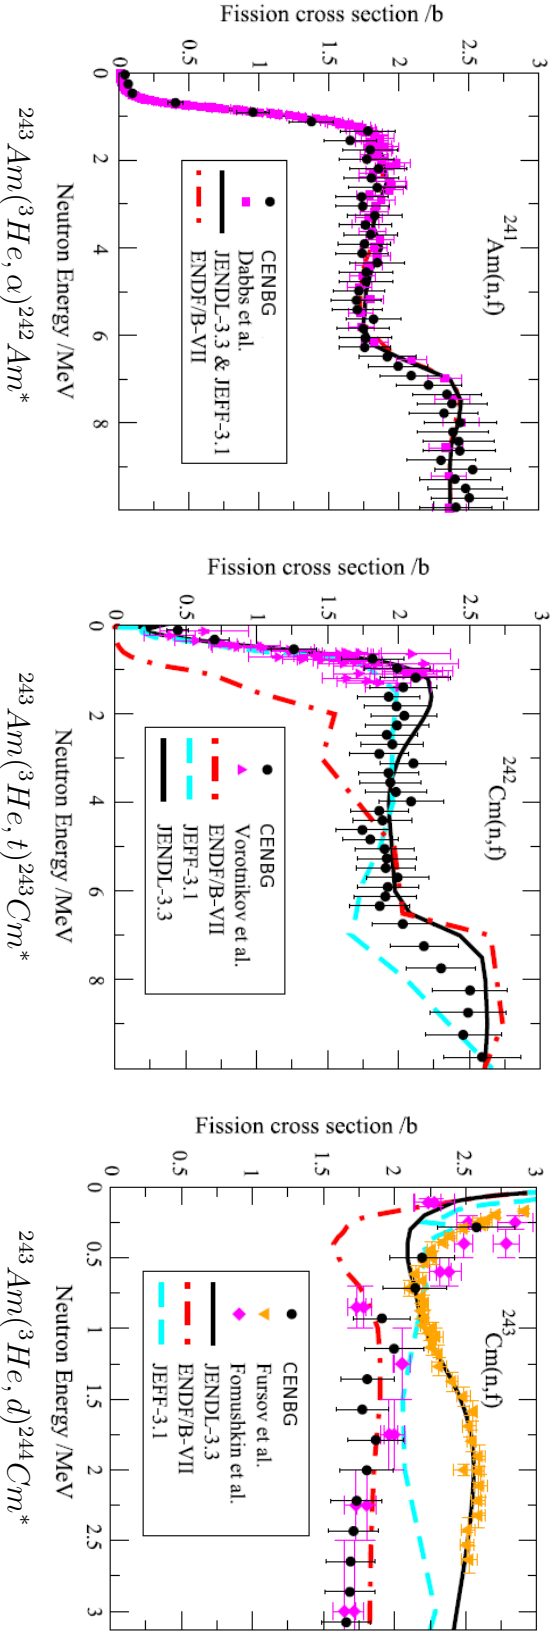 Fission cross section /b
0 0.5 1 1.5 2 2.5 3
0 2 4 6 8
²⁴¹Am(n,f)
CENBG
Dabbs et al.
JENDL-3.3 & JEFF-3.1
ENDF/B-VII
Neutron Energy /MeV
²⁴³Am(³He, α)²⁴²Am*
Fission cross section /b
0 0.5 1 1.5 2 2.5 3
0 2 4 6 8
²⁴²Cm(n,f)
CENBG
Vorotnikov et al.
ENDF/B-VII
JEFF-3.1
JENDL-3.3
Neutron Energy /MeV
²⁴³Am(³He, t)²⁴³Cm*
Fission cross section /b
0 0.5 1 1.5 2 2.5 3
0 0.5 1 1.5 2 2.5 3
²⁴³Cm(n,f)
CENBG
Fursov et al.
Fomushkin et al.
JENDL-3.3
ENDF/B-VII
JEFF-3.1
Neutron Energy /MeV
²⁴³Am(³He, d)²⁴⁴Cm*